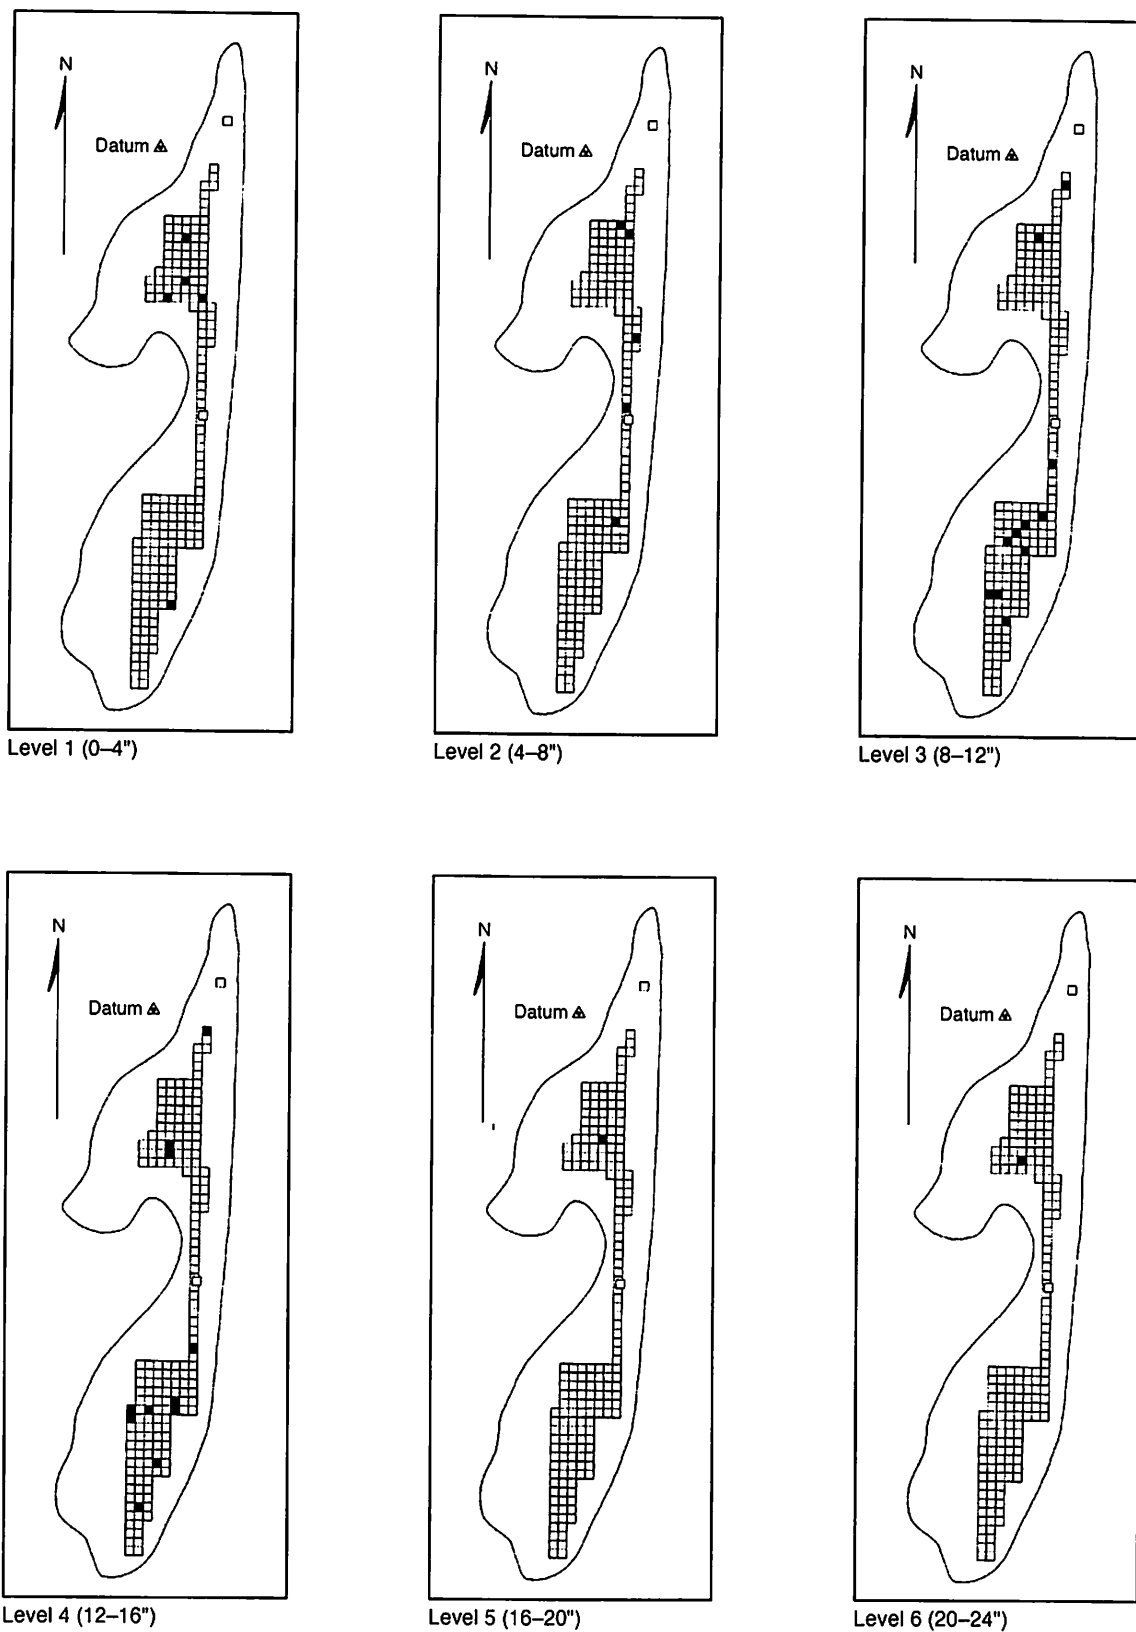 N
Datum
Level 1 (0–4")
N
Datum
Level 2 (4–8")
N
Datum
Level 3 (8–12")
N
Datum
Level 4 (12–16")
N
Datum
Level 5 (16–20")
N
Datum
Level 6 (20–24")